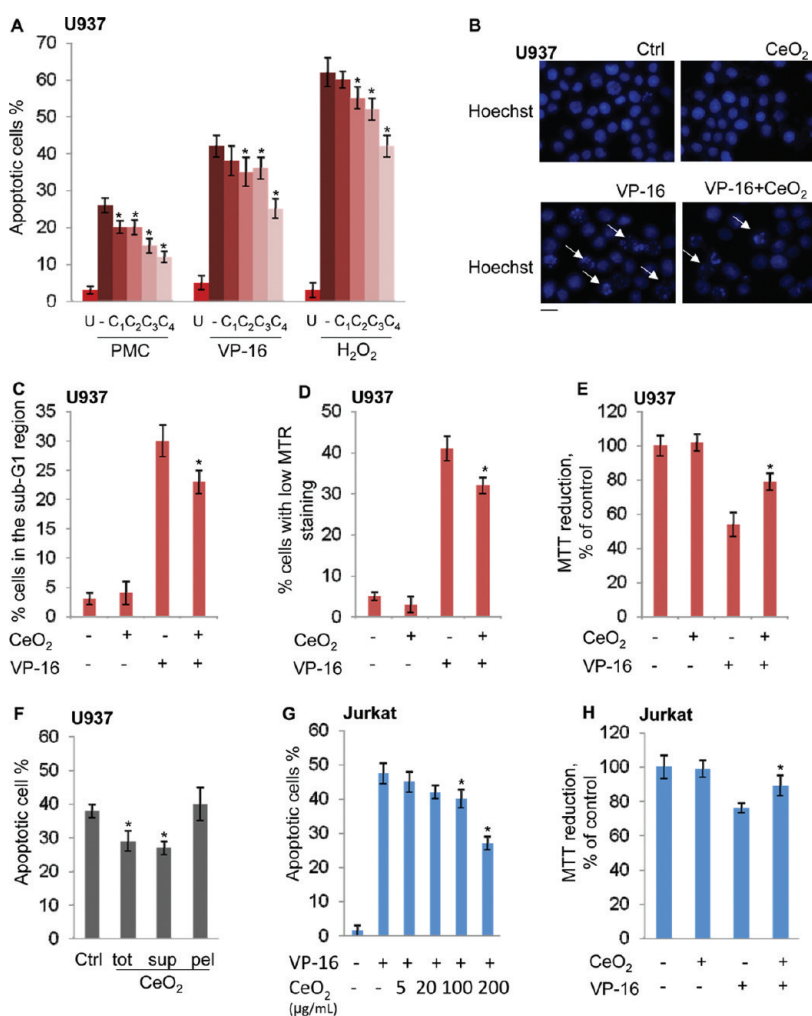 A
U937
Apoptotic cells %
70
60
50
40
30
20
10
0
* * * *
* * *
* * *
U - C₁C₂C₃C₄ U - C₁C₂C₃C₄ U - C₁C₂C₃C₄
PMC VP-16 H₂O₂
B
U937 Ctrl CeO₂
Hoechst
VP-16 VP-16+CeO₂
Hoechst
C
U937
% cells in the sub-G1 region
35
30
25
20
15
10
5
0
*
CeO₂ - + - +
VP-16 - - + +
D
U937
% cells with low MTR
staining
50
40
30
20
10
0
*
CeO₂ - + - +
VP-16 - - + +
E
U937
MTT reduction,
% of control
120
100
80
60
40
20
0
*
CeO₂ - + - +
VP-16 - - + +
F
U937
Apoptotic cell %
60
50
40
30
20
10
0
* *
Ctrl tot sup pel
CeO₂
G
Jurkat
Apoptotic cells %
60
50
40
30
20
10
0
* *
VP-16 - + + + + +
CeO₂ - - 5 20 100 200
(µg/mL)
H
Jurkat
MTT reduction,
% of control
120
100
80
60
40
20
0
*
CeO₂ - + - +
VP-16 - - + +